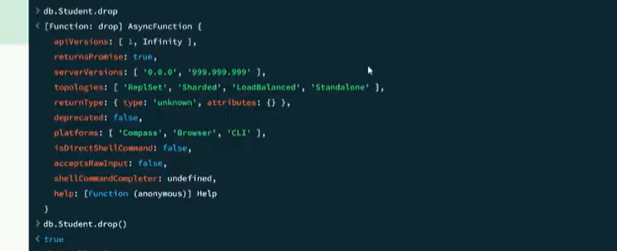 > db.Student.drop
< [Function: drop] AsyncFunction {
apiVersions: [ 1, Infinity ],
returnsPromise: true,
serverVersions: [ '0.0.0', '999.999.999' ],
topologies: [ 'ReplSet', 'Sharded', 'LoadBalanced', 'Standalone' ],
returnType: { type: 'unknown', attributes: {} },
deprecated: false,
platforms: [ 'Compass', 'Browser', 'CLI' ],
isDirectShellCommand: false,
acceptsRawInput: false,
shellCommandCompleter: undefined,
help: [Function (anonymous)] Help
}
> db.Student.drop()
< true